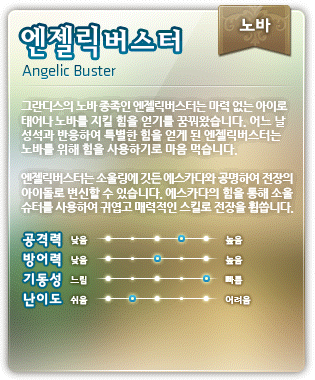 노바
엔젤릭버스터
Angelic Buster
그란디스의 노바 종족인 엔젤릭버스터는 마력 없는 아이로
태어나 노바를 지킬 힘을 얻기를 꿈꿔왔습니다. 어느 날
성석과 반응하여 특별한 힘을 얻게 된 엔젤릭버스터는
노바를 위해 힘을 사용하기로 마음 먹습니다.
엔젤릭버스터는 소울링에 깃든 에스카다와 공명하여 전장의
아이돌로 변신할 수 있습니다. 에스카다의 힘을 통해 소울
슈터를 사용하여 귀엽고 매력적인 스킬로 전장을 휩씁니다.
공격력 낮음 높음
방어력 낮음 높음
기동성 느림 빠름
난이도 쉬움 어려움